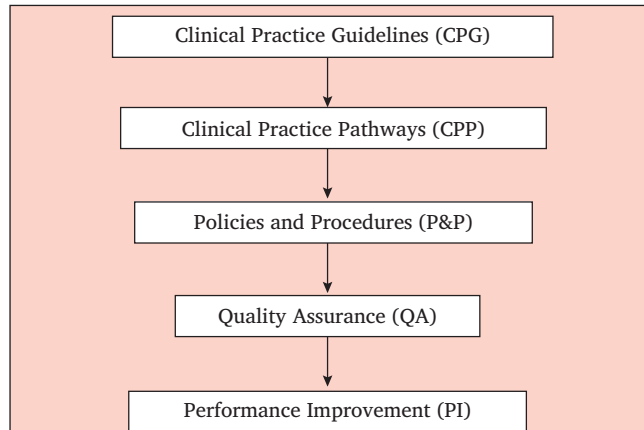 Clinical Practice Guidelines (CPG)
Clinical Practice Pathways (CPP)
Policies and Procedures (P&P)
Quality Assurance (QA)
Performance Improvement (PI)